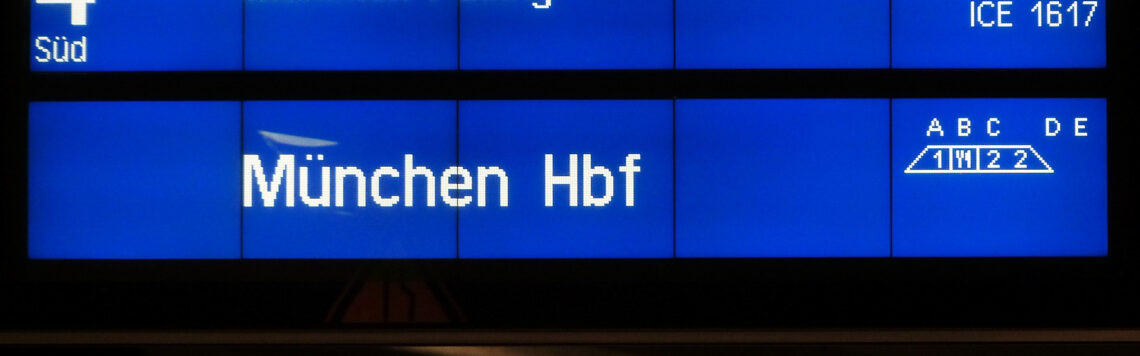 Süd
ICE 1617
München Hbf
A B C D E
1 2 2